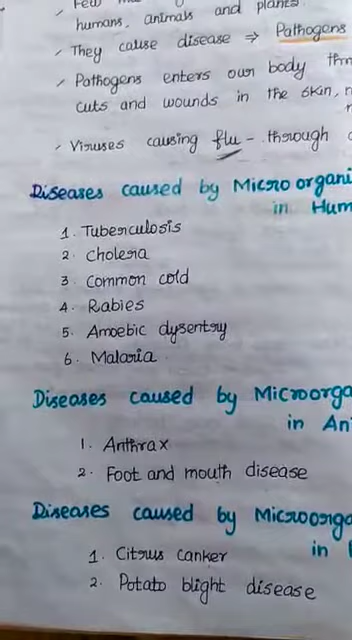 Few
humans, animals and plants
They cause disease ⇒ Pathogens
Pathogens enters our body
cuts and wounds in the skin,
Viruses causing flu - through
Diseases caused by Micro organi
in Hum
1. Tuberculosis
2. Cholera
3. Common cold
4. Rabies
5. Amoebic dysentry
6. Malaria
Diseases caused by Microorga
in An
1. Anthrax
2. Foot and mouth disease
Diseases caused by Microorga
in
1. Citrus canker
2. Potato blight disease